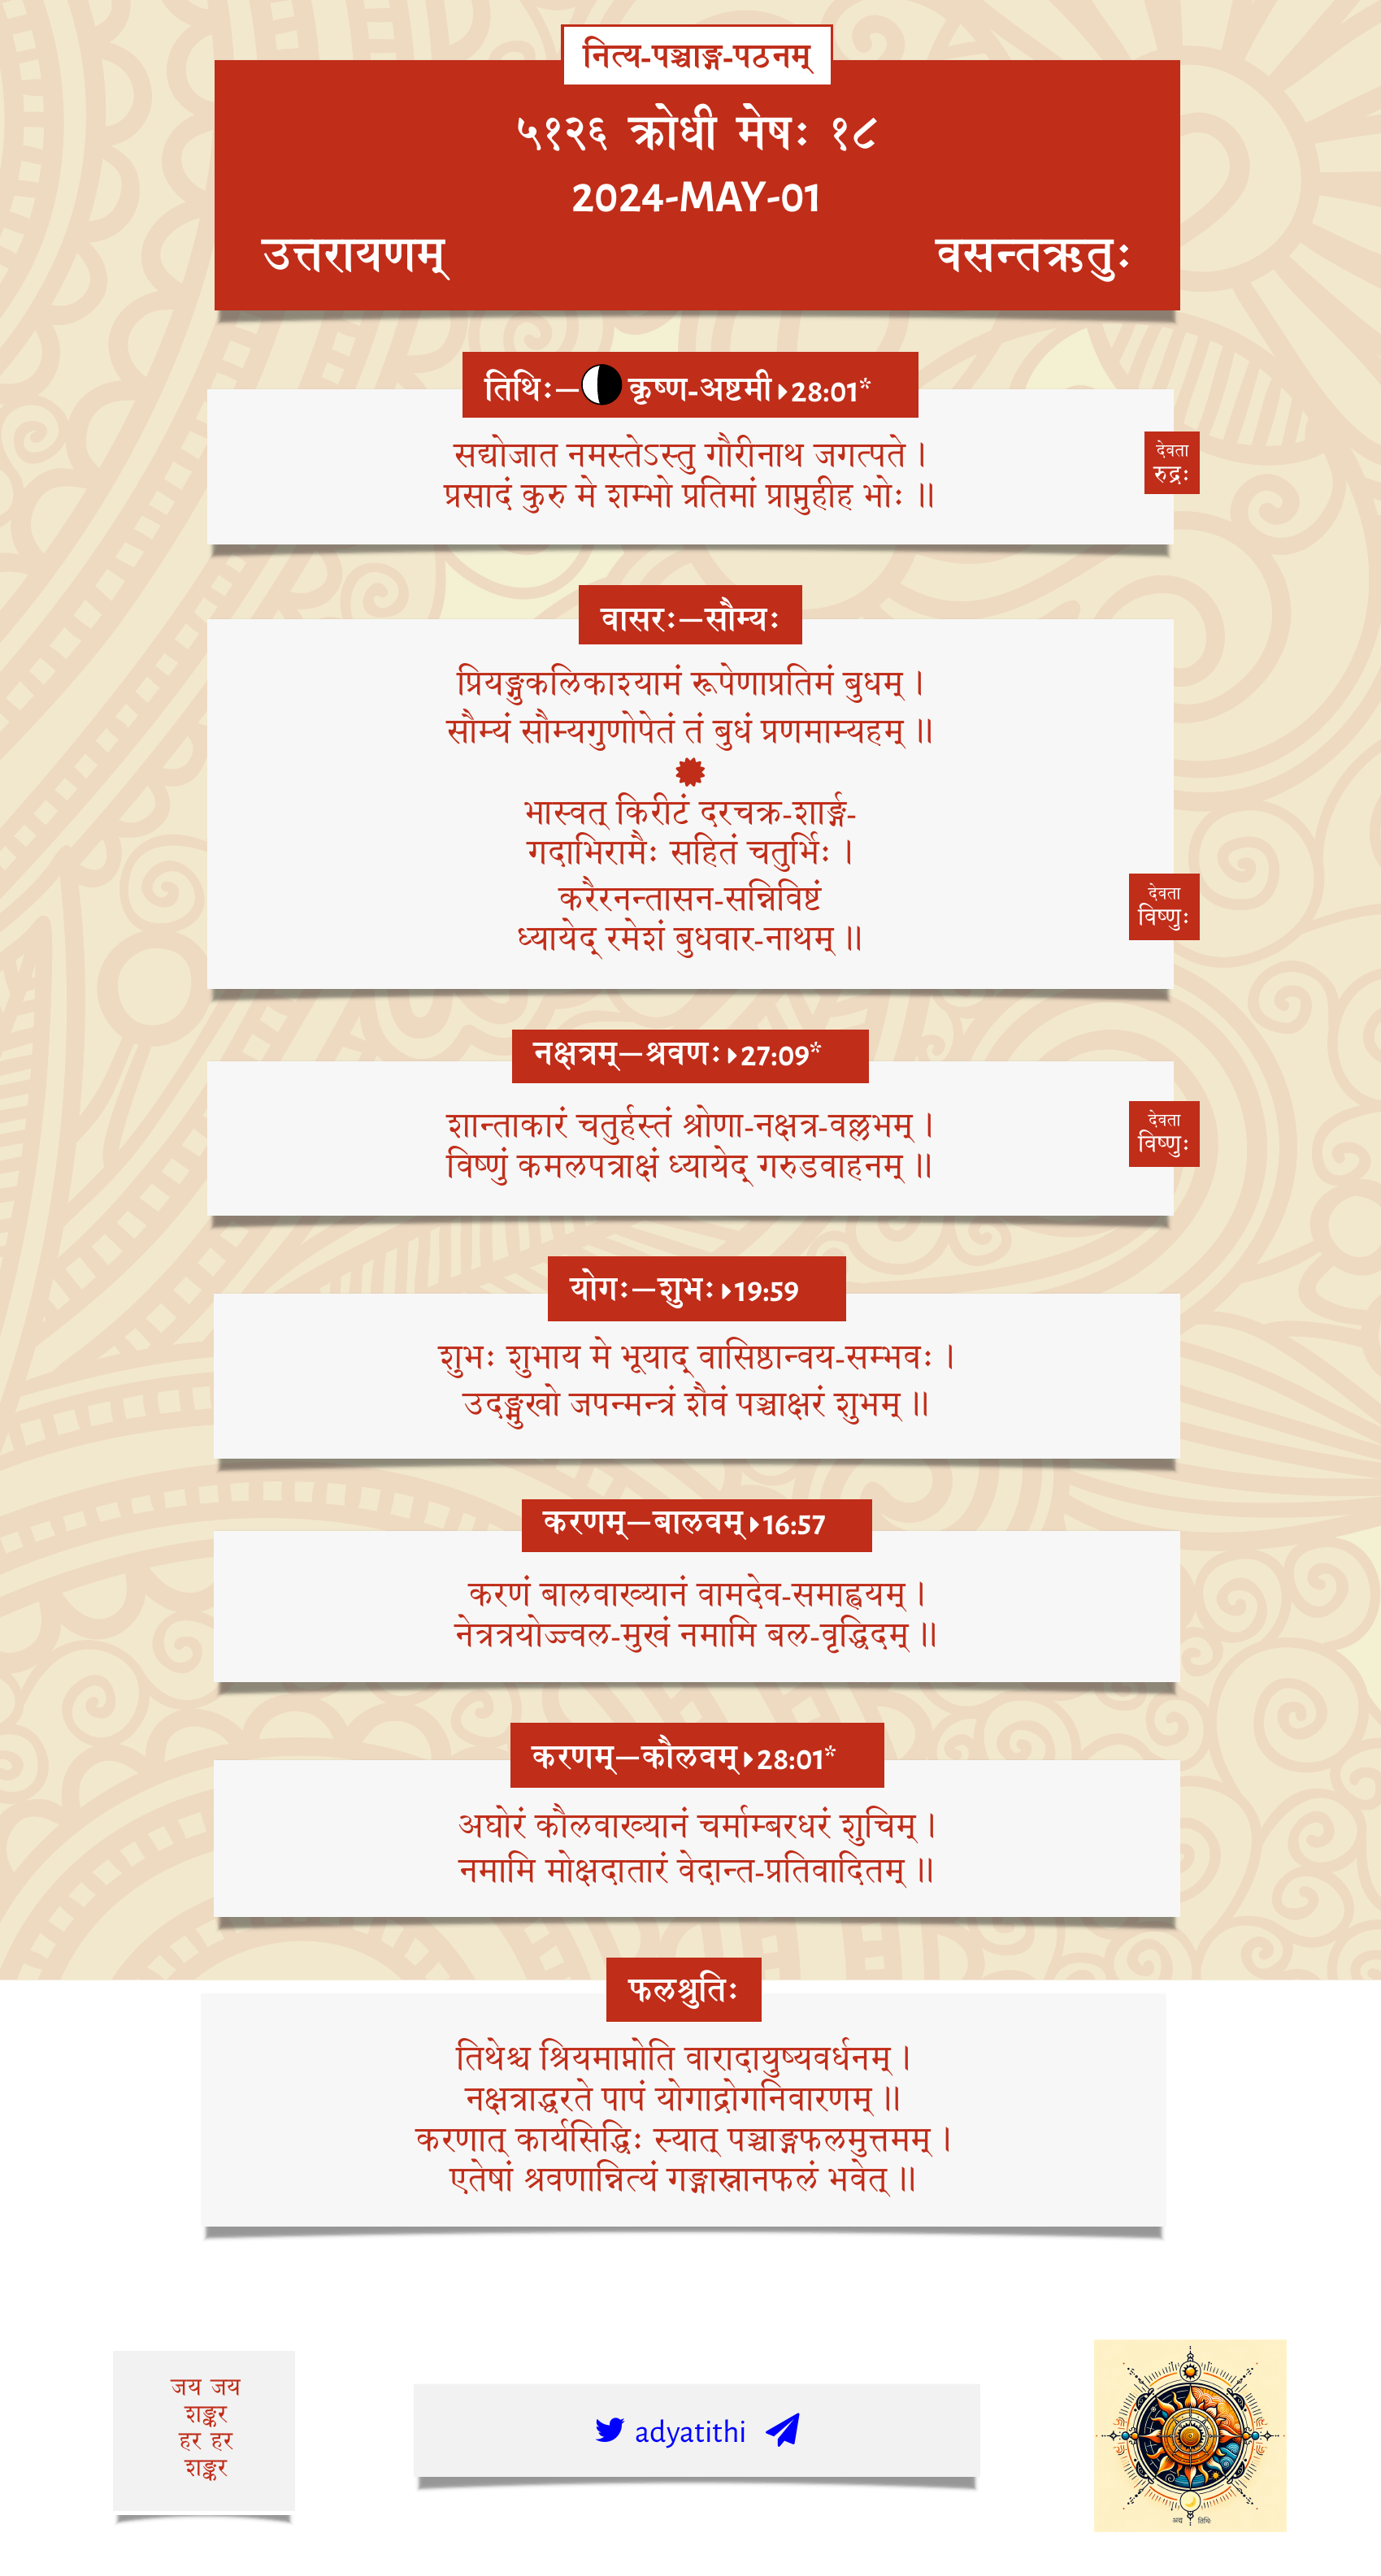 नित्य-पञ्चाङ्ग-पठनम्
५१२६ क्रोधी मेषः १८
2024-MAY-01
उत्तरायणम् वसन्तऋतुः
तिथिः—कृष्ण-अष्टमी 28:01*
सद्योजात नमस्तेऽस्तु गौरीनाथ जगत्पते ।
प्रसादं कुरु मे शम्भो प्रतिमां प्राप्नुहीह भोः ॥
देवता
रुद्रः
वासरः—सौम्यः
प्रियङ्गुकलिकाश्यामं रूपेणाप्रतिमं बुधम् ।
सौम्यं सौम्यगुणोपेतं तं बुधं प्रणमाम्यहम् ॥
भास्वत् किरीटं दरचक्र-शार्ङ्ग-
गदाभिरामैः सहितं चतुर्भिः ।
करैरनन्तासन-सन्निविष्टं
ध्यायेद् रमेशं बुधवार-नाथम् ॥
देवता
विष्णुः
नक्षत्रम्—श्रवणः 27:09*
शान्ताकारं चतुर्हस्तं श्रोणा-नक्षत्र-वल्लभम् ।
विष्णुं कमलपत्राक्षं ध्यायेद् गरुडवाहनम् ॥
देवता
विष्णुः
योगः—शुभः 19:59
शुभः शुभाय मे भूयाद् वासिष्ठान्वय-सम्भवः ।
उदङ्मुखो जपन्मन्त्रं शैवं पञ्चाक्षरं शुभम् ॥
करणम्—बालवम् 16:57
करणं बालवाख्यानं वामदेव-समाह्वयम् ।
नेत्रत्रयोज्ज्वल-मुखं नमामि बल-वृद्धिदम् ॥
करणम्—कौलवम् 28:01*
अघोरं कौलवाख्यानं चर्माम्बरधरं शुचिम् ।
नमामि मोक्षदातारं वेदान्त-प्रतिवादितम् ॥
फलश्रुतिः
तिथेश्च श्रियमाप्नोति वारादायुष्यवर्धनम् ।
नक्षत्राद्धरते पापं योगाद्रोगनिवारणम् ॥
करणात् कार्यसिद्धिः स्यात् पञ्चाङ्गफलमुत्तमम् ।
एतेषां श्रवणान्नित्यं गङ्गास्नानफलं भवेत् ॥
जय जय
शङ्कर
हर हर
शङ्कर
adyatithi
अद्य तिथिः